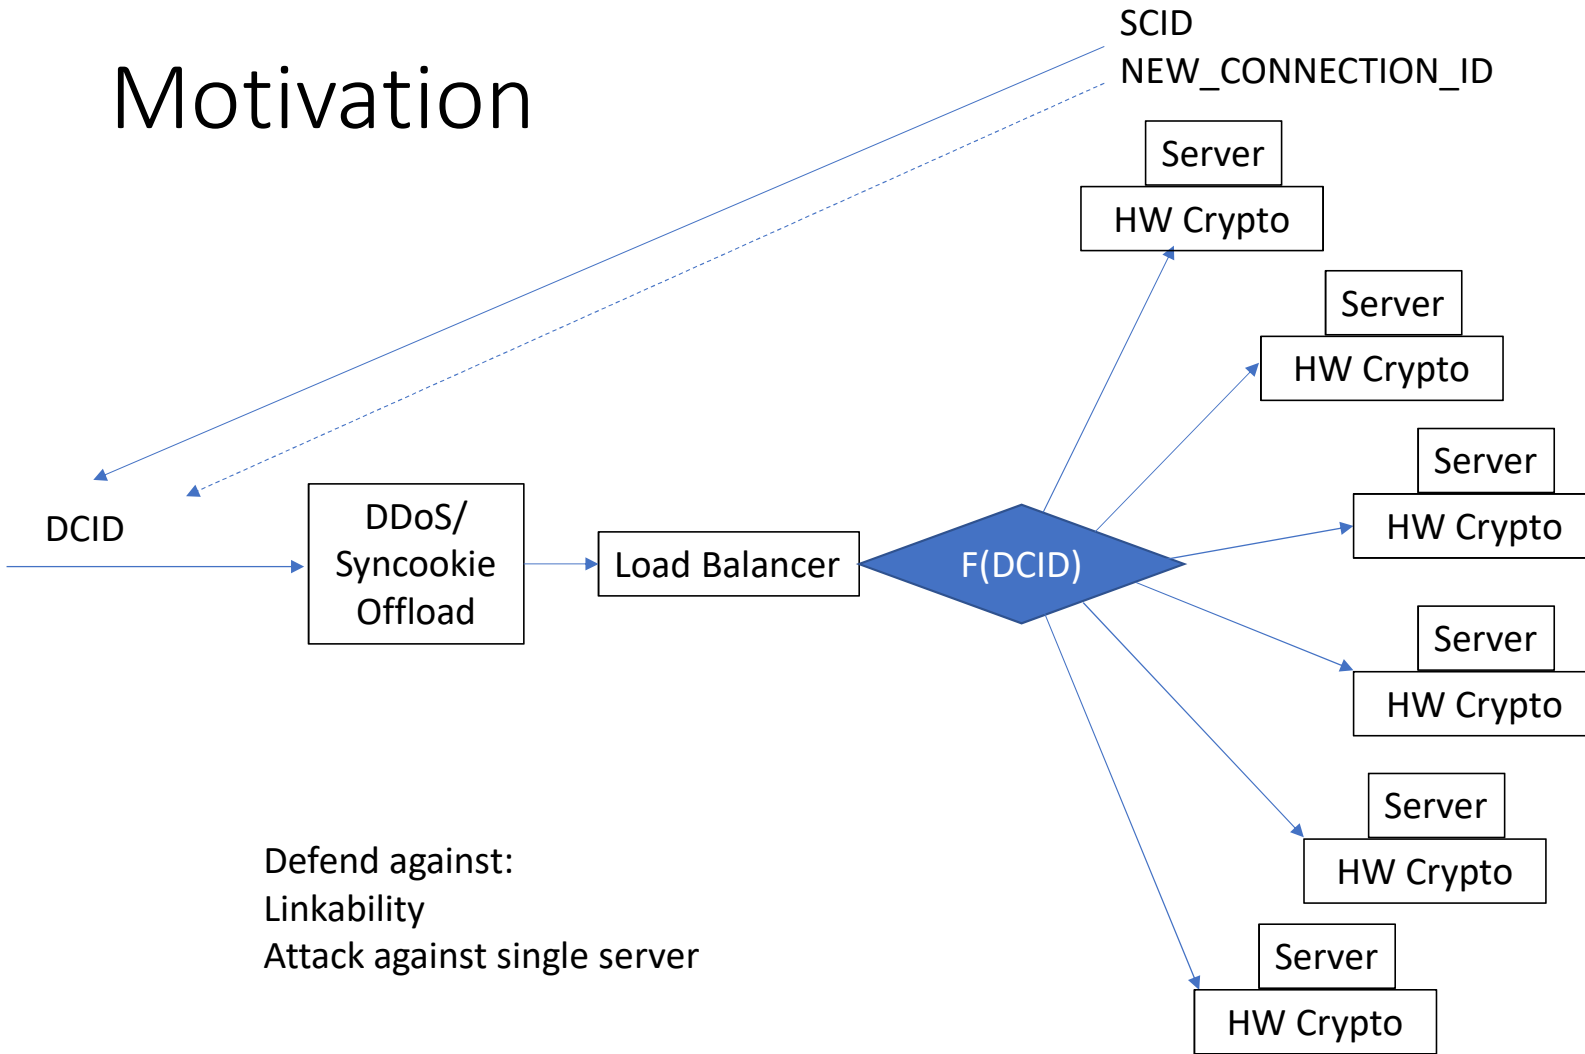 Motivation
SCID
NEW_CONNECTION_ID
Server
HW Crypto
Server
HW Crypto
Server
HW Crypto
DCID
DDoS/
Syncookie
Offload
Load Balancer
F(DCID)
Server
HW Crypto
Server
HW Crypto
Server
HW Crypto
Defend against:
Linkability
Attack against single server